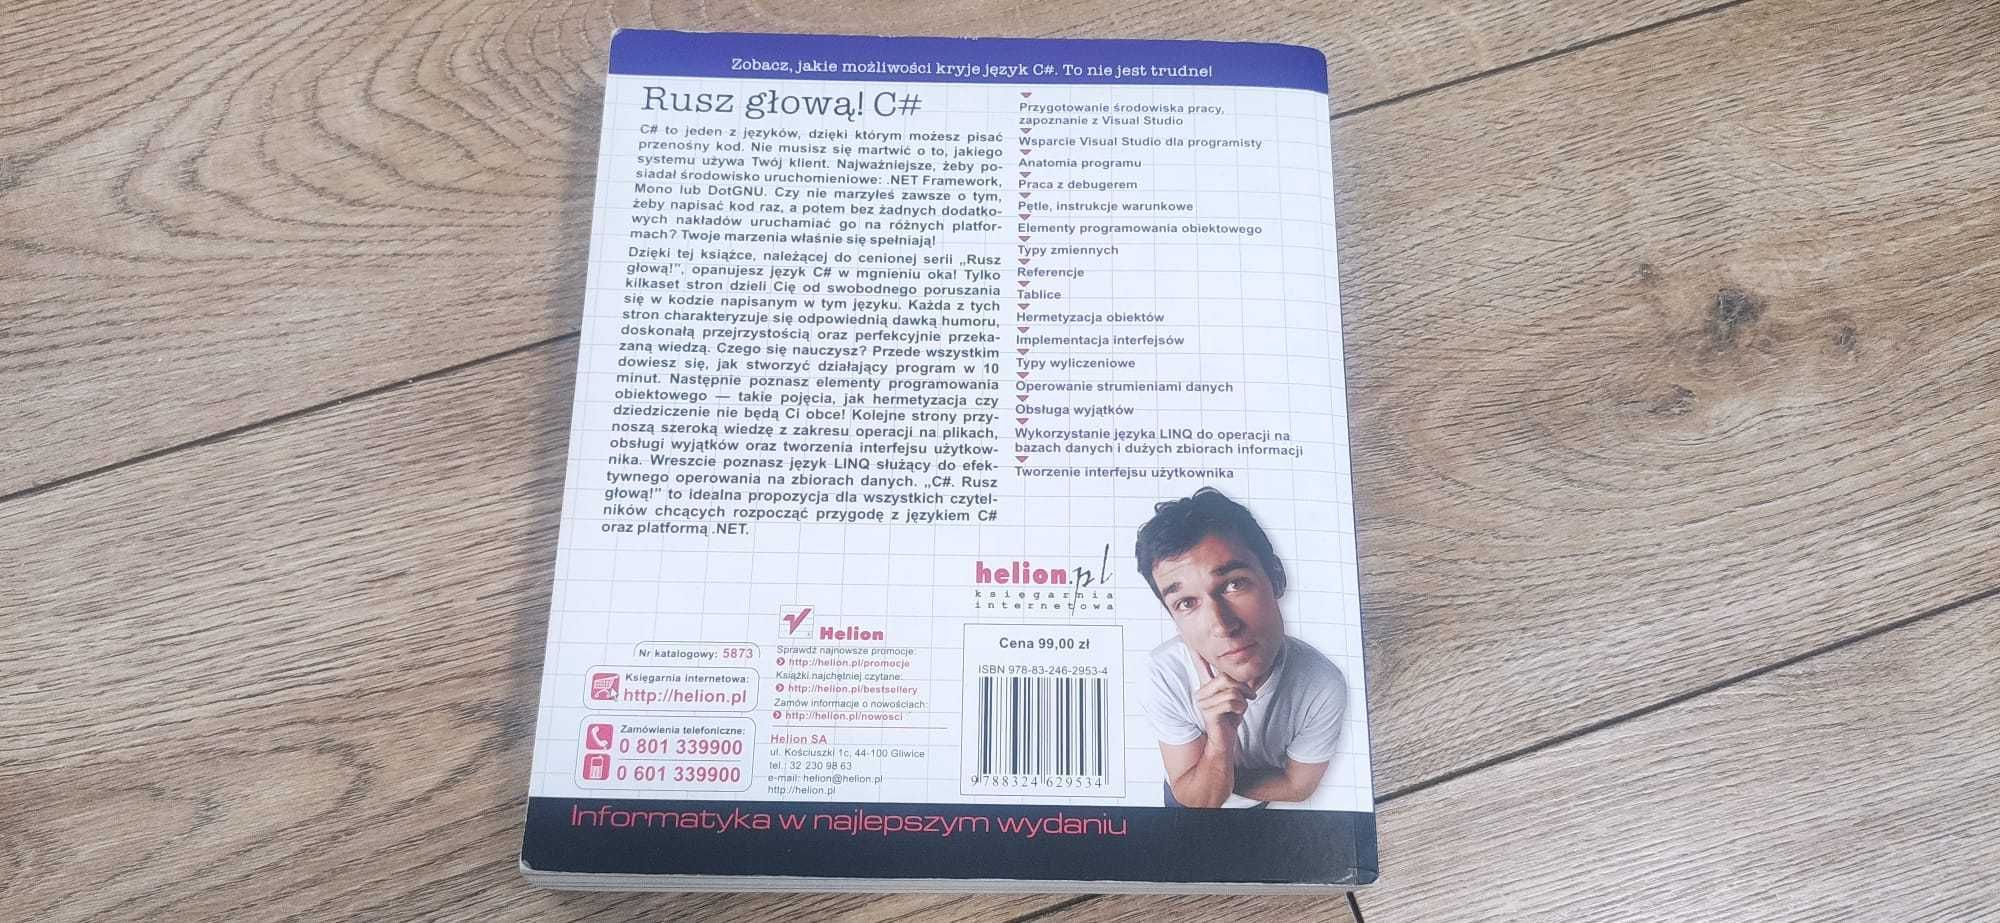 Zobacz, jakie możliwości kryje język C#. To nie jest trudne!
Rusz głową! C#
C# to jeden z języków, dzięki którym możesz pisać
przenośny kod. Nie musisz się martwić o to, jakiego
systemu używa Twój klient. Najważniejsze, żeby po-
siadał środowisko uruchomieniowe: .NET Framework,
Mono lub DotGNU. Czy nie marzyłeś zawsze o tym,
żeby napisać kod raz, a potem bez żadnych dodatko-
wych nakładów uruchamiać go na różnych platfor-
mach? Twoje marzenia właśnie się spełniają!
Dzięki tej książce, należącej do cenionej serii „Rusz
głową!”, opanujesz język C# w mgnieniu oka! Tylko
kilkaset stron dzieli Cię od swobodnego poruszania
się w kodzie napisanym w tym języku. Każda z tych
stron charakteryzuje się odpowiednią dawką humoru,
doskonałą przejrzystością oraz perfekcyjnie przeka-
zaną wiedzą. Czego się nauczysz? Przede wszystkim
dowiesz się, jak stworzyć działający program w 10
minut. Następnie poznasz elementy programowania
obiektowego — takie pojęcia, jak hermetyzacja czy
dziedziczenie nie będą Ci obce! Kolejne strony przy-
noszą szeroką wiedzę z zakresu operacji na plikach,
obsługi wyjątków oraz tworzenia interfejsu użytkow-
nika. Wreszcie poznasz język LINQ służący do efek-
tywnego operowania na zbiorach danych. „C#. Rusz
głową!” to idealna propozycja dla wszystkich czytel-
ników chcących rozpocząć przygodę z językiem C#
oraz platformą .NET.
Przygotowanie środowiska pracy,
zapoznanie z Visual Studio
Wsparcie Visual Studio dla programisty
Anatomia programu
Praca z debugerem
Pętle, instrukcje warunkowe
Elementy programowania obiektowego
Typy zmiennych
Referencje
Tablice
Hermetyzacja obiektów
Implementacja interfejsów
Typy wyliczeniowe
Operowanie strumieniami danych
Obsługa wyjątków
Wykorzystanie języka LINQ do operacji na
bazach danych i dużych zbiorach informacji
Tworzenie interfejsu użytkownika
helion.pl
księgarnia
internetowa
Nr katalogowy: 5873
Księgarnia internetowa:
http://helion.pl
Zamówienia telefoniczne:
0 801 339900
0 601 339900
Helion
Sprawdź najnowsze promocje:
http://helion.pl/promocje
Książki najchętniej czytane:
http://helion.pl/bestsellery
Zamów informacje o nowościach:
http://helion.pl/nowosci
Helion SA
ul. Kościuszki 1c, 44-100 Gliwice
tel.: 32 230 98 63
e-mail: helion@helion.pl
http://helion.pl
Cena 99,00 zł
ISBN 978-83-246-2953-4
9 788324 629534
Informatyka w najlepszym wydaniu